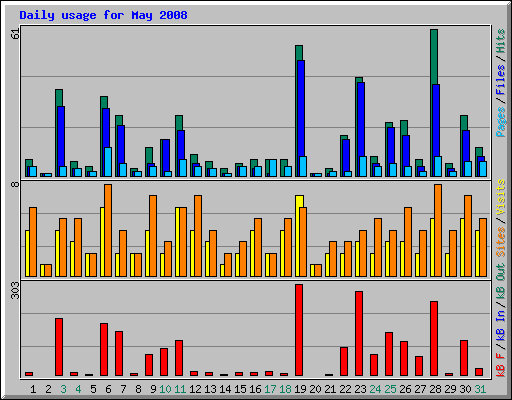 Daily usage for May 2008
61
Pages / Files / Hits
8
Sites / Visits
303
kB F / kB In / kB Out
1 2 3 4 5 6 7 8 9 10 11 12 13 14 15 16 17 18 19 20 21 22 23 24 25 26 27 28 29 30 31